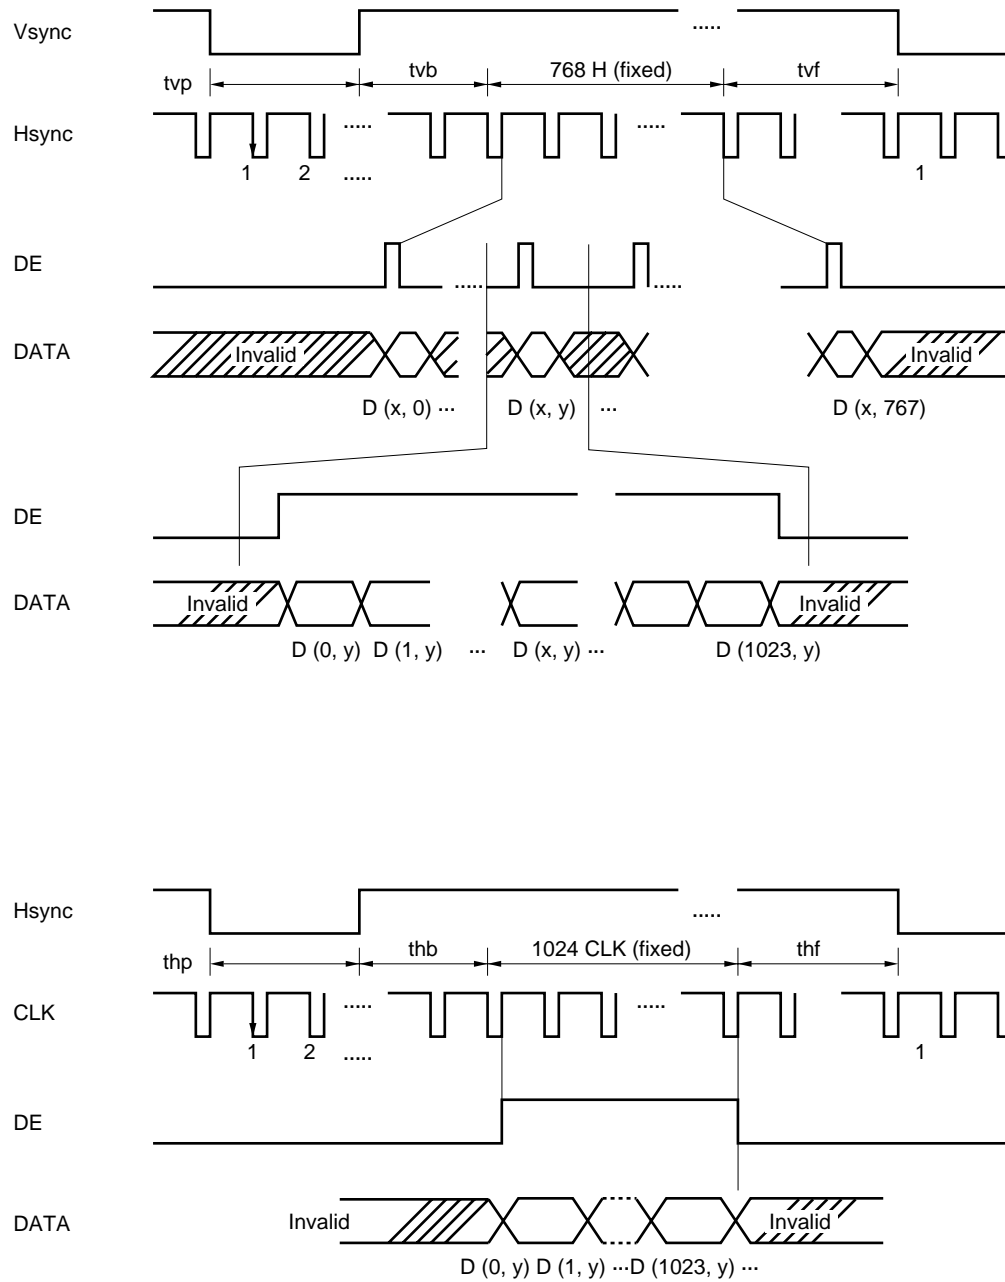 Vsync
.....
tvp
tvb
768 H (fixed)
tvf
Hsync
.....
.....
1
2
.....
1
DE
.....
.....
DATA
Invalid
Invalid
D (x, 0) ...
D (x, y)
...
D (x, 767)
DE
DATA
Invalid
Invalid
D (0, y) D (1, y) ... D (x, y) ... D (1023, y)
Hsync
.....
thp
thb
1024 CLK (fixed)
thf
CLK
.....
.....
1
2
.....
1
DE
DATA
Invalid
Invalid
D (0, y) D (1, y) ...D (1023, y) ...